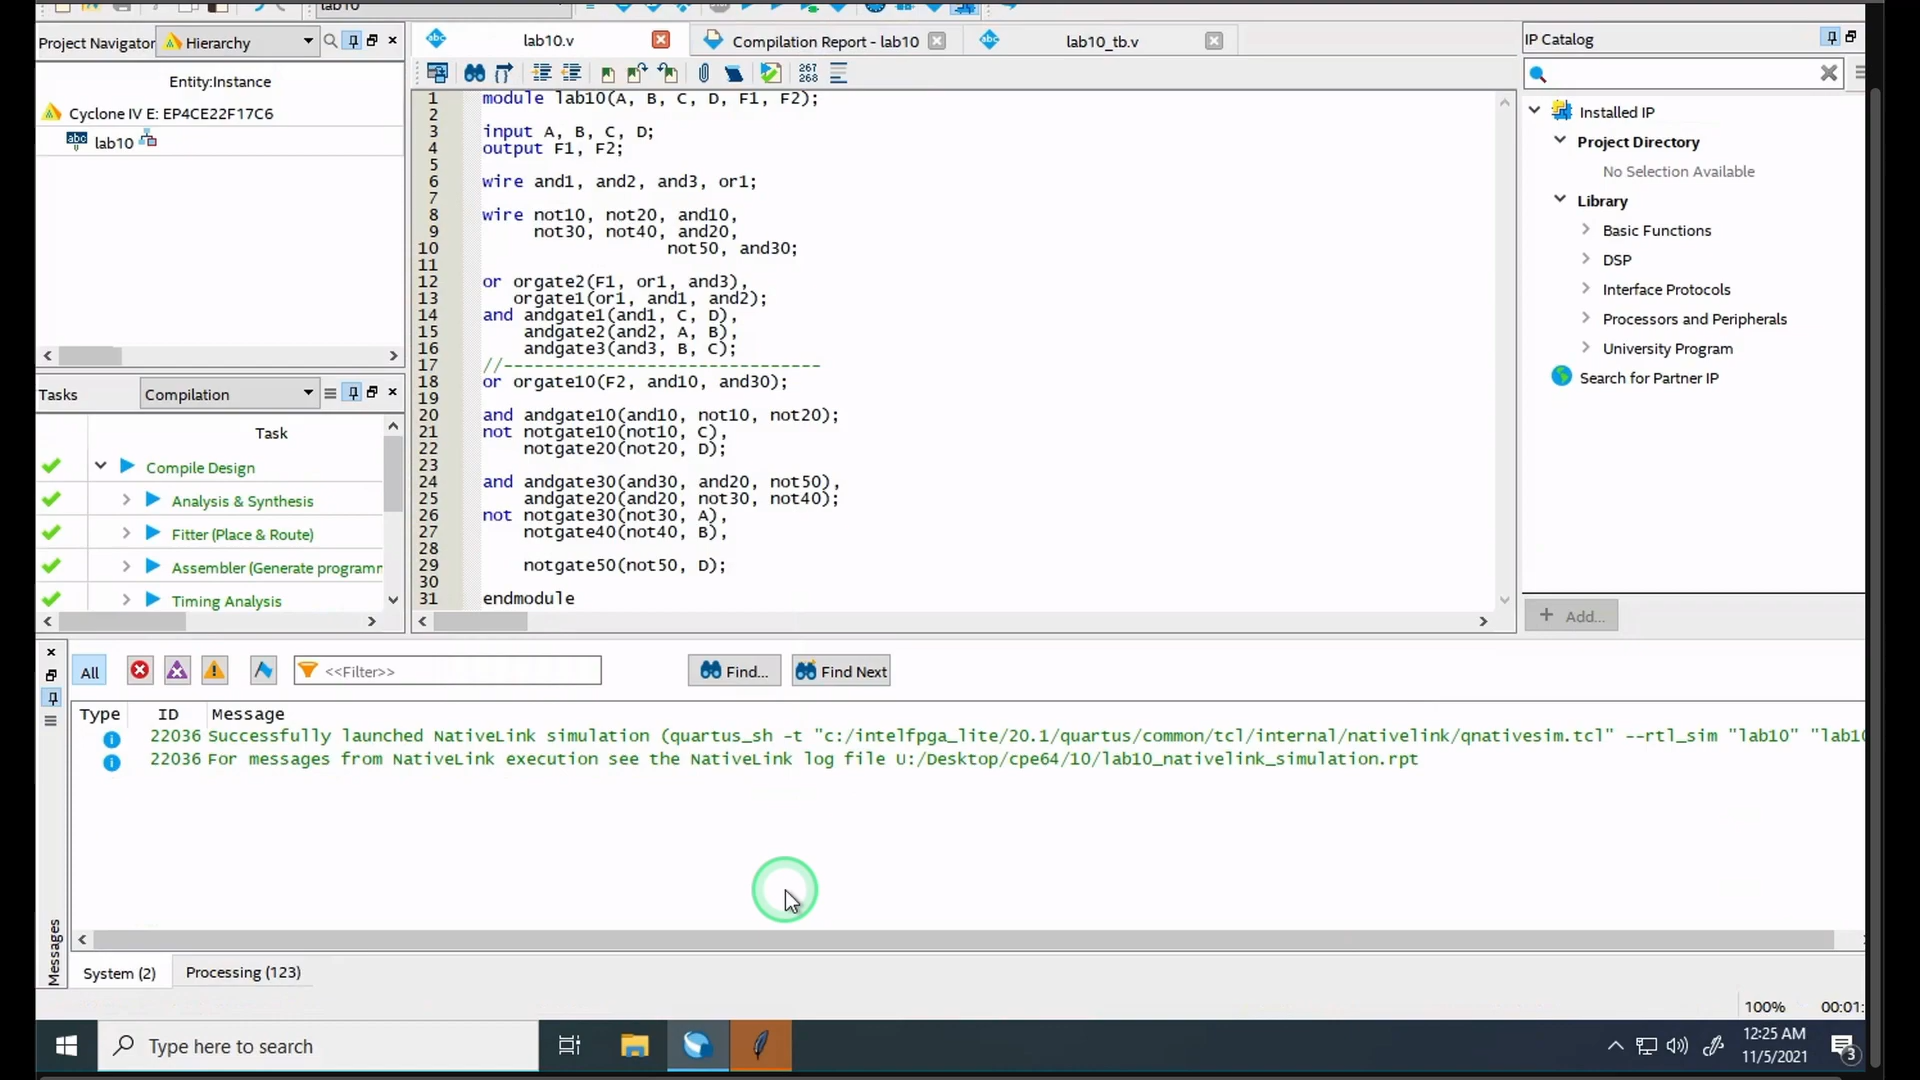 lab10
Project Navigator
Hierarchy
Entity:Instance
Cyclone IV E: EP4CE22F17C6
abc lab10
Tasks
Compilation
Task
Compile Design
Analysis & Synthesis
Fitter (Place & Route)
Assembler (Generate programm
Timing Analysis
lab10.v
Compilation Report - lab10
lab10_tb.v
267
268
1 module lab10(A, B, C, D, F1, F2);
2
3 input A, B, C, D;
4 output F1, F2;
5
6 wire and1, and2, and3, or1;
7
8 wire not10, not20, and10,
9 not30, not40, and20,
10 not50, and30;
11
12 or orgate2(F1, or1, and3),
13 orgate1(or1, and1, and2);
14 and andgate1(and1, C, D),
15 andgate2(and2, A, B),
16 andgate3(and3, B, C);
17 //-------------------------------
18 or orgate10(F2, and10, and30);
19
20 and andgate10(and10, not10, not20);
21 not notgate10(not10, C),
22 notgate20(not20, D);
23
24 and andgate30(and30, and20, not50),
25 andgate20(and20, not30, not40);
26 not notgate30(not30, A),
27 notgate40(not40, B),
28
29 notgate50(not50, D);
30
31 endmodule
IP Catalog
Installed IP
Project Directory
No Selection Available
Library
Basic Functions
DSP
Interface Protocols
Processors and Peripherals
University Program
Search for Partner IP
+ Add...
All
<<Filter>>
Find...
Find Next
Type ID Message
22036 Successfully launched NativeLink simulation (quartus_sh -t "c:/intelfpga_lite/20.1/quartus/common/tcl/internal/nativelink/qnativesim.tcl" --rtl_sim "lab10" "lab10
22036 For messages from NativeLink execution see the NativeLink log file U:/Desktop/cpe64/10/lab10_nativelink_simulation.rpt
Messages
System (2)
Processing (123)
100% 00:01:
Type here to search
12:25 AM
11/5/2021
3